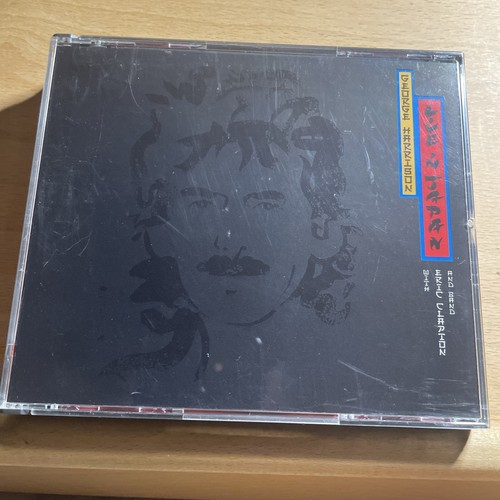 GEORGE HARRISON
LIVE IN JAPAN
WITH
ERIC CLAPTON
AND BAND